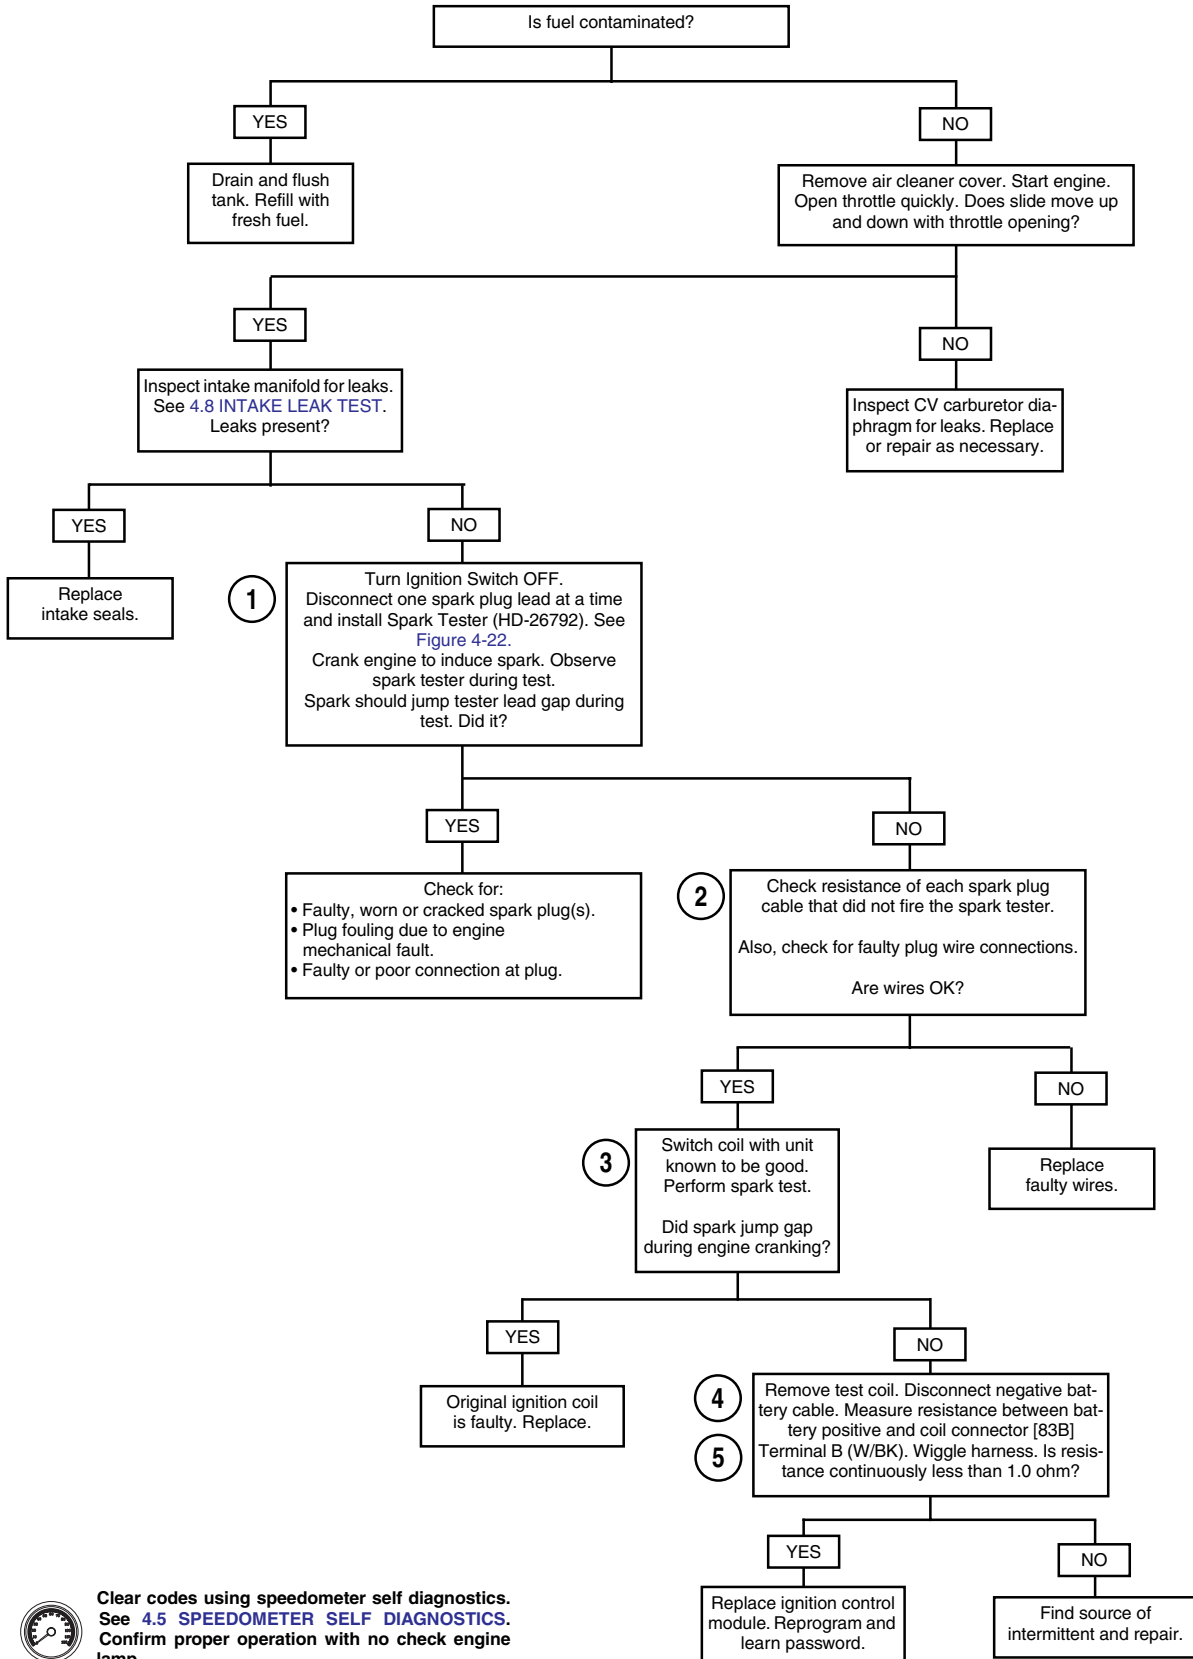 Is fuel contaminated?
YES
NO
Drain and flush
tank. Refill with
fresh fuel.
Remove air cleaner cover. Start engine.
Open throttle quickly. Does slide move up
and down with throttle opening?
YES
NO
Inspect intake manifold for leaks.
See 4.8 INTAKE LEAK TEST.
Leaks present?
Inspect CV carburetor dia-
phragm for leaks. Replace
or repair as necessary.
YES
NO
Replace
intake seals.
1
Turn Ignition Switch OFF.
Disconnect one spark plug lead at a time
and install Spark Tester (HD-26792). See
Figure 4-22.
Crank engine to induce spark. Observe
spark tester during test.
Spark should jump tester lead gap during
test. Did it?
YES
NO
Check for:
• Faulty, worn or cracked spark plug(s).
• Plug fouling due to engine
mechanical fault.
• Faulty or poor connection at plug.
2
Check resistance of each spark plug
cable that did not fire the spark tester.
Also, check for faulty plug wire connections.
Are wires OK?
YES
NO
3
Switch coil with unit
known to be good.
Perform spark test.
Did spark jump gap
during engine cranking?
Replace
faulty wires.
YES
NO
Original ignition coil
is faulty. Replace.
4
5
Remove test coil. Disconnect negative bat-
tery cable. Measure resistance between bat-
tery positive and coil connector [83B]
Terminal B (W/BK). Wiggle harness. Is resis-
tance continuously less than 1.0 ohm?
YES
NO
Replace ignition control
module. Reprogram and
learn password.
Find source of
intermittent and repair.
Clear codes using speedometer self diagnostics.
See 4.5 SPEEDOMETER SELF DIAGNOSTICS.
Confirm proper operation with no check engine
lamp.